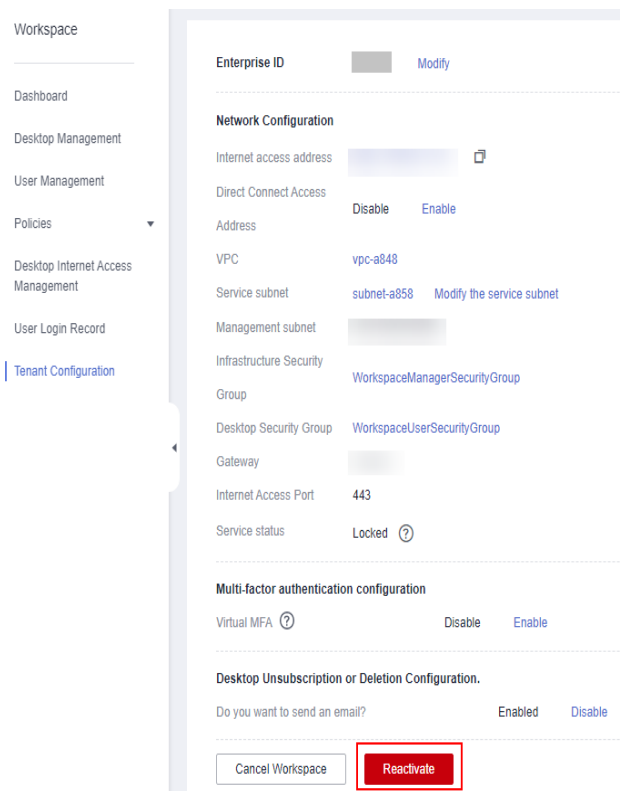 Workspace
Dashboard
Desktop Management
User Management
Policies
Desktop Internet Access
Management
User Login Record
Tenant Configuration
Enterprise ID Modify
Network Configuration
Internet access address
Direct Connect Access
Address
Disable Enable
VPC vpc-a848
Service subnet subnet-a858 Modify the service subnet
Management subnet
Infrastructure Security
Group
WorkspaceManagerSecurityGroup
Desktop Security Group WorkspaceUserSecurityGroup
Gateway
Internet Access Port 443
Service status Locked ?
Multi-factor authentication configuration
Virtual MFA ? Disable Enable
Desktop Unsubscription or Deletion Configuration.
Do you want to send an email? Enabled Disable
Cancel Workspace Reactivate